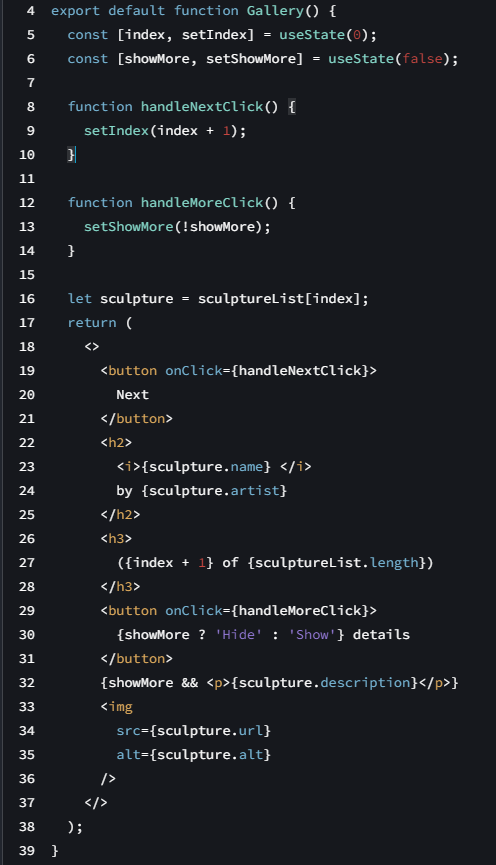 4 export default function Gallery() {
5   const [index, setIndex] = useState(0);
6   const [showMore, setShowMore] = useState(false);
7
8   function handleNextClick() {
9     setIndex(index + 1);
10   }
11
12   function handleMoreClick() {
13     setShowMore(!showMore);
14   }
15
16   let sculpture = sculptureList[index];
17   return (
18     <>
19       <button onClick={handleNextClick}>
20         Next
21       </button>
22       <h2>
23         <i>{sculpture.name} </i>
24         by {sculpture.artist}
25       </h2>
26       <h3>
27         ({index + 1} of {sculptureList.length})
28       </h3>
29       <button onClick={handleMoreClick}>
30         {showMore ? 'Hide' : 'Show'} details
31       </button>
32       {showMore && <p>{sculpture.description}</p>}
33       <img
34         src={sculpture.url}
35         alt={sculpture.alt}
36       />
37     </>
38   );
39 }